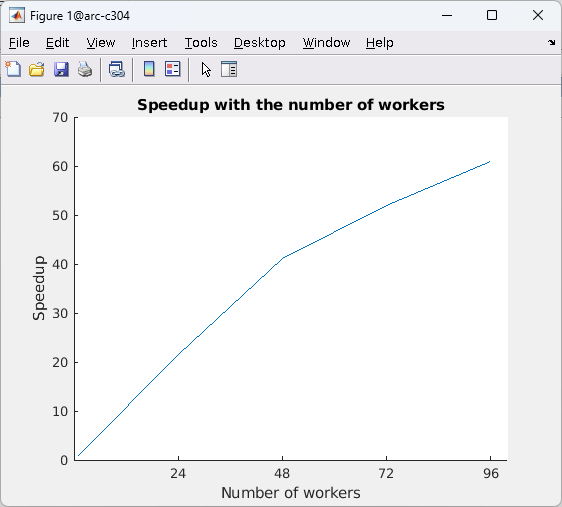 Figure 1@arc-c304
File Edit View Insert Tools Desktop Window Help
Speedup with the number of workers
70
60
50
40
30
20
10
0
Speedup
24 48 72 96
Number of workers